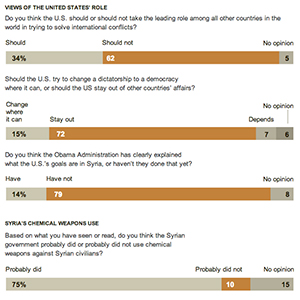 VIEWS OF THE UNITED STATES' ROLE
Do you think the U.S. should or should not take the leading role among all other countries in the
world in trying to solve international conflicts?
Should Should not No opinion
34% 62 5
Should the U.S. try to change a dictatorship to a democracy
where it can, or should the US stay out of other countries' affairs?
Change
where
it can Stay out Depends No opinion
15% 72 7 6
Do you think the Obama Administration has clearly explained
what the U.S.'s goals are in Syria, or haven't they done that yet?
Have Have not No opinion
14% 79 8
SYRIA'S CHEMICAL WEAPONS USE
Based on what you have seen or read, do you think the Syrian
government probably did or probably did not use chemical
weapons against Syrian civilians?
Probably did Probably did not No opinion
75% 10 15